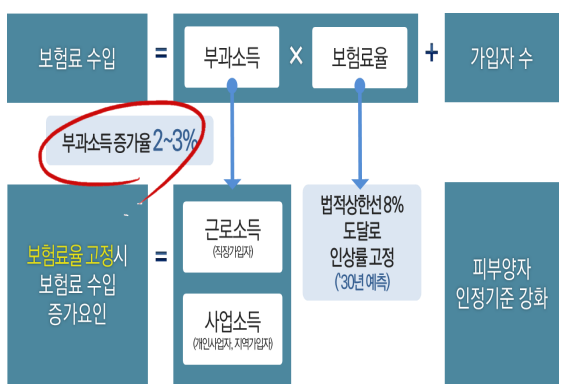 보험료 수입 = 부과소득 × 보험료율 + 가입자 수
부과소득 증가율 2~3%
보험료율 고정시
보험료 수입
증가요인
=
근로소득
(직장가입자)
사업소득
(개인사업자, 지역가입자)
법적상한선 8%
도달로
인상률 고정
('30년 예측)
피부양자
인정기준 강화